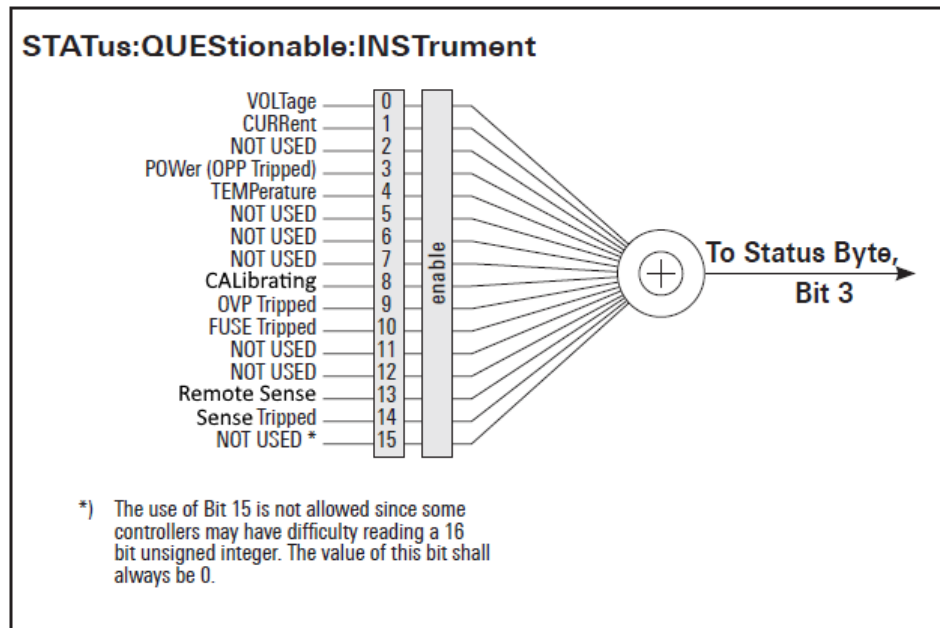 STATus:QUEStionable:INSTrument
VOLTage 0
CURRent 1
NOT USED 2
POWer (OPP Tripped) 3
TEMPerature 4
NOT USED 5
NOT USED 6
NOT USED 7
CALibrating 8
OVP Tripped 9
FUSE Tripped 10
NOT USED 11
NOT USED 12
Remote Sense 13
Sense Tripped 14
NOT USED * 15
enable
To Status Byte,
Bit 3
*) The use of Bit 15 is not allowed since some
controllers may have difficulty reading a 16
bit unsigned integer. The value of this bit shall
always be 0.